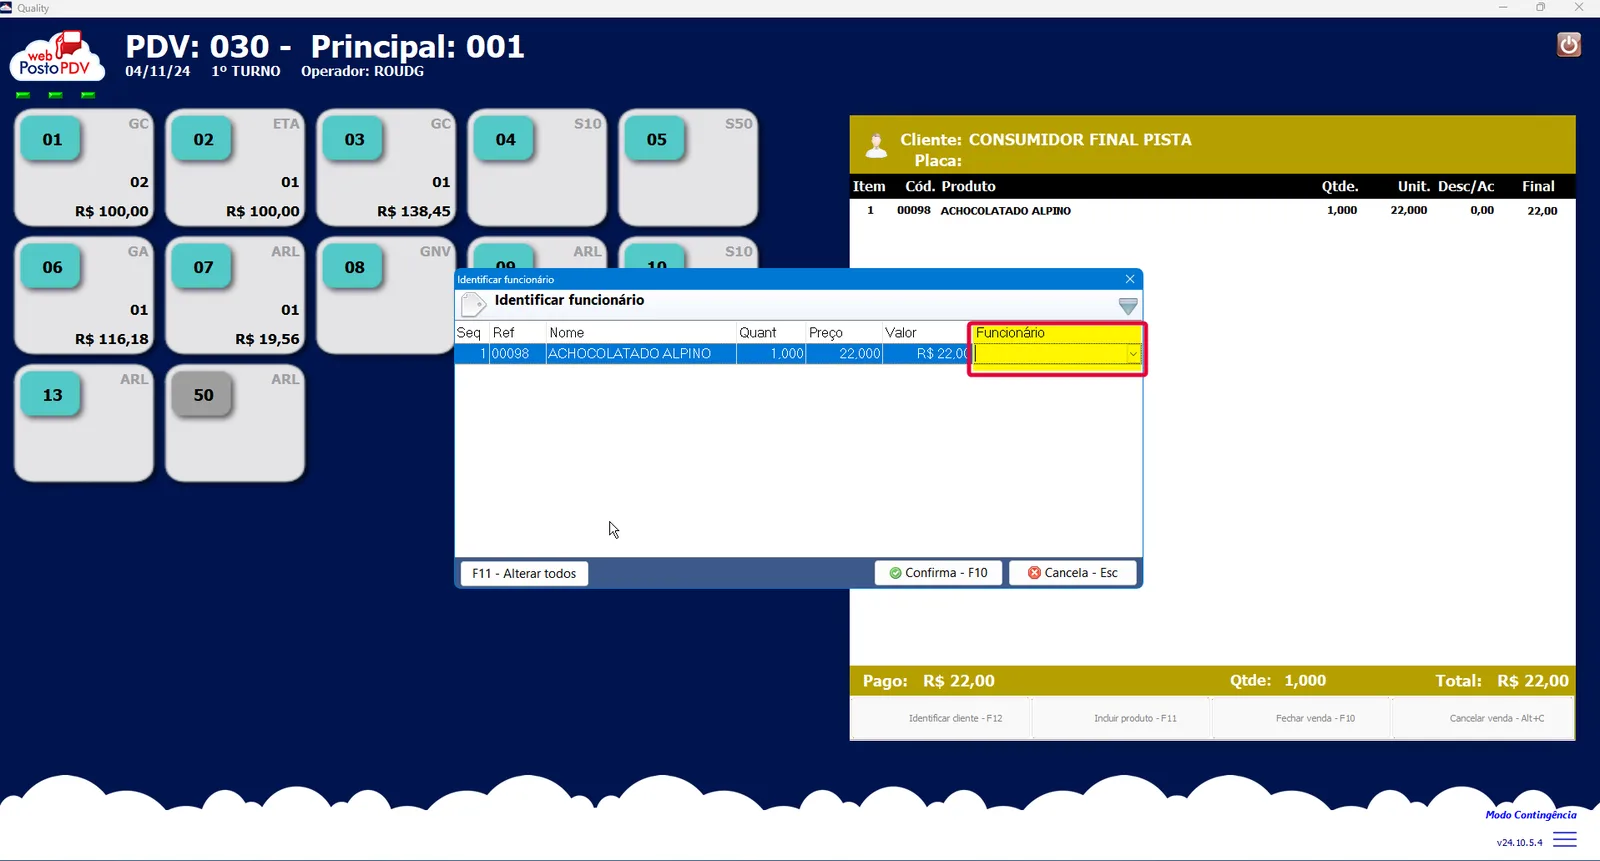 Quality
web
PostoPDV
PDV: 030 - Principal: 001
04/11/24 1º TURNO Operador: ROUDG
01 GC
02
R$ 100,00
02 ETA
01
R$ 100,00
03 GC
01
R$ 138,45
04 S10
05 S50
06 GA
01
R$ 116,18
07 ARL
01
R$ 19,56
08 GNV
09 ARL
10 S10
13 ARL
50 ARL
Cliente: CONSUMIDOR FINAL PISTA
Placa:
Item Cód. Produto Qtde. Unit. Desc/Ac Final
1 00098 ACHOCOLATADO ALPINO 1,000 22,000 0,00 22,00
Identificar funcionário
Identificar funcionário
Seq Ref Nome Quant Preço Valor Funcionário
1 00098 ACHOCOLATADO ALPINO 1,000 22,000 R$ 22,00
F11 - Alterar todos
Confirma - F10
Cancela - Esc
Pago: R$ 22,00 Qtde: 1,000 Total: R$ 22,00
Identificar cliente - F12
Incluir produto - F11
Fechar venda - F10
Cancelar venda - Alt+C
Modo Contingência
v24.10.5.4